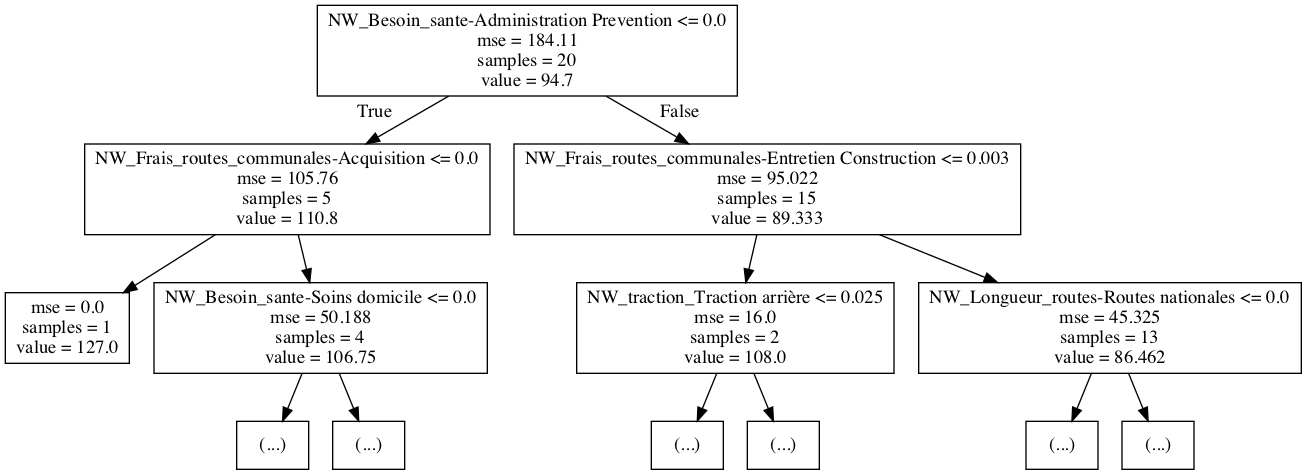 NW_Besoin_sante-Administration Prevention <= 0.0
mse = 184.11
samples = 20
value = 94.7
True
False
NW_Frais_routes_communales-Acquisition <= 0.0
mse = 105.76
samples = 5
value = 110.8
NW_Frais_routes_communales-Entretien Construction <= 0.003
mse = 95.022
samples = 15
value = 89.333
mse = 0.0
samples = 1
value = 127.0
NW_Besoin_sante-Soins domicile <= 0.0
mse = 50.188
samples = 4
value = 106.75
NW_traction_Traction arrière <= 0.025
mse = 16.0
samples = 2
value = 108.0
NW_Longueur_routes-Routes nationales <= 0.0
mse = 45.325
samples = 13
value = 86.462
(...)
(...)
(...)
(...)
(...)
(...)